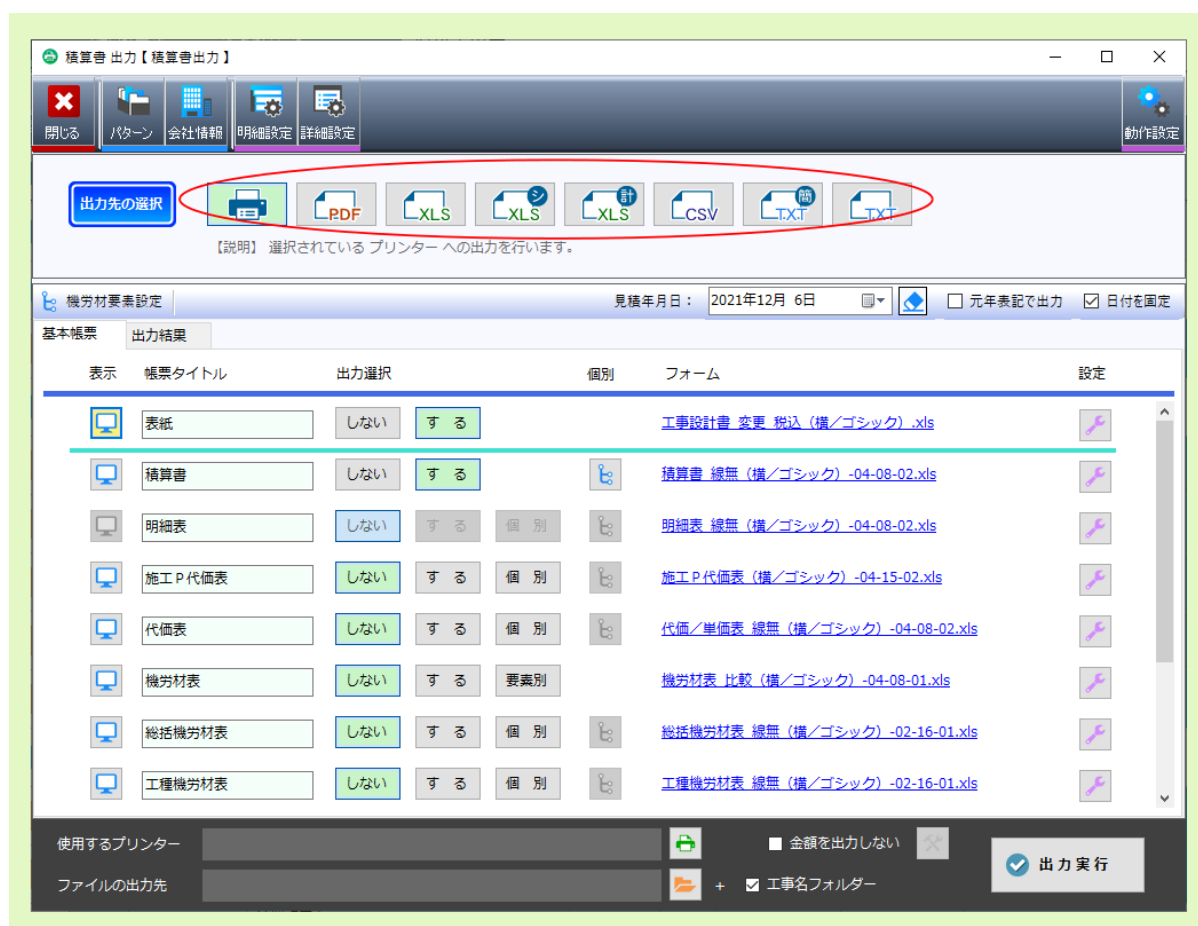 積算書 出力【 積算書出力 】
閉じる パターン 会社情報 明細設定 詳細設定 動作設定
出力先の選択 PDF XLS シ XLS 計 XLS CSV 簡 TXT TXT
【説明】 選択されている プリンター への出力を行います。
機労材要素設定 見積年月日： 2021年12月 6日 元年表記で出力 日付を固定
基本帳票 出力結果
表示 帳票タイトル 出力選択 個別 フォーム 設定
表紙 しない する 工事設計書 変更 税込（横／ゴシック）.xls
積算書 しない する 積算書 線無（横／ゴシック）-04-08-02.xls
明細表 しない する 個 別 明細表 線無（横／ゴシック）-04-08-02.xls
施工Ｐ代価表 しない する 個 別 施工Ｐ代価表（横／ゴシック）-04-15-02.xls
代価表 しない する 個 別 代価／単価表 線無（横／ゴシック）-04-08-02.xls
機労材表 しない する 要素別 機労材表 比較（横／ゴシック）-04-08-01.xls
総括機労材表 しない する 個 別 総括機労材表 線無（横／ゴシック）-02-16-01.xls
工種機労材表 しない する 個 別 工種機労材表 線無（横／ゴシック）-02-16-01.xls
使用するプリンター 金額を出力しない
ファイルの出力先 + 工事名フォルダー
出力実行